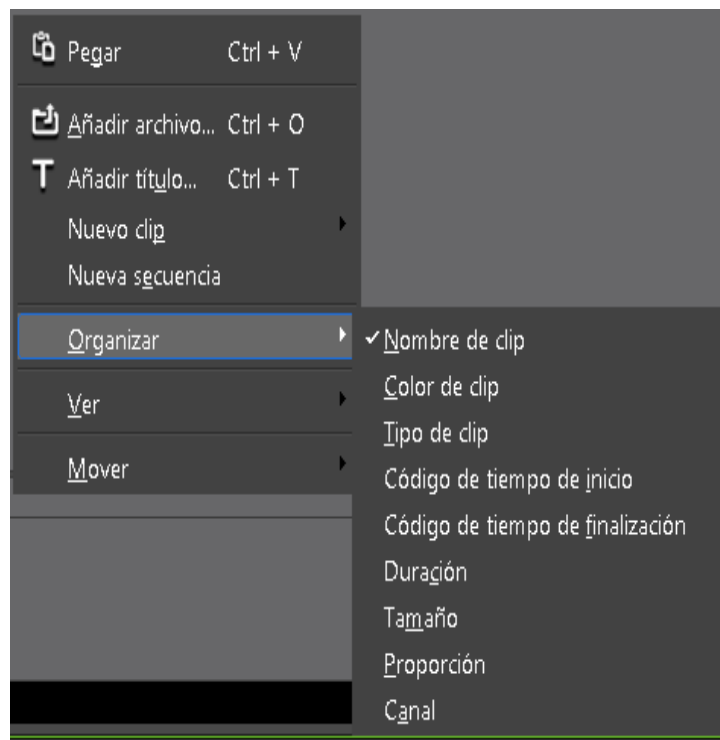 Pegar Ctrl + V
Añadir archivo... Ctrl + O
Añadir título... Ctrl + T
Nuevo clip
Nueva secuencia
Organizar
Ver
Mover
Nombre de clip
Color de clip
Tipo de clip
Código de tiempo de inicio
Código de tiempo de finalización
Duración
Tamaño
Proporción
Canal